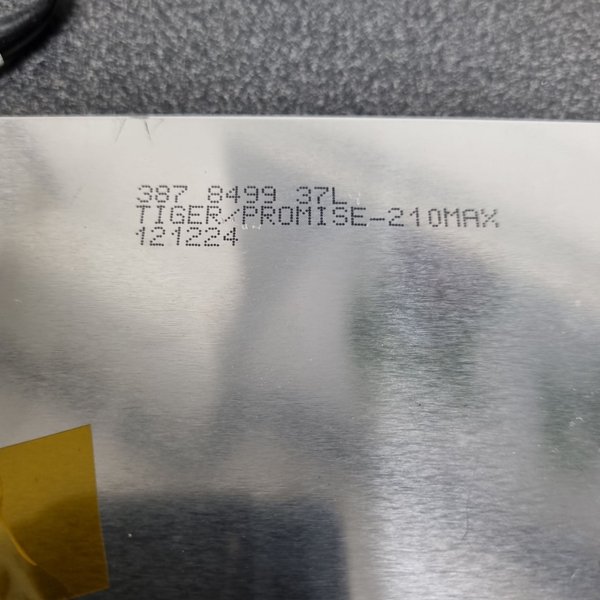 387 8499 37L
TIGER/PROMISE-210MAX
121224